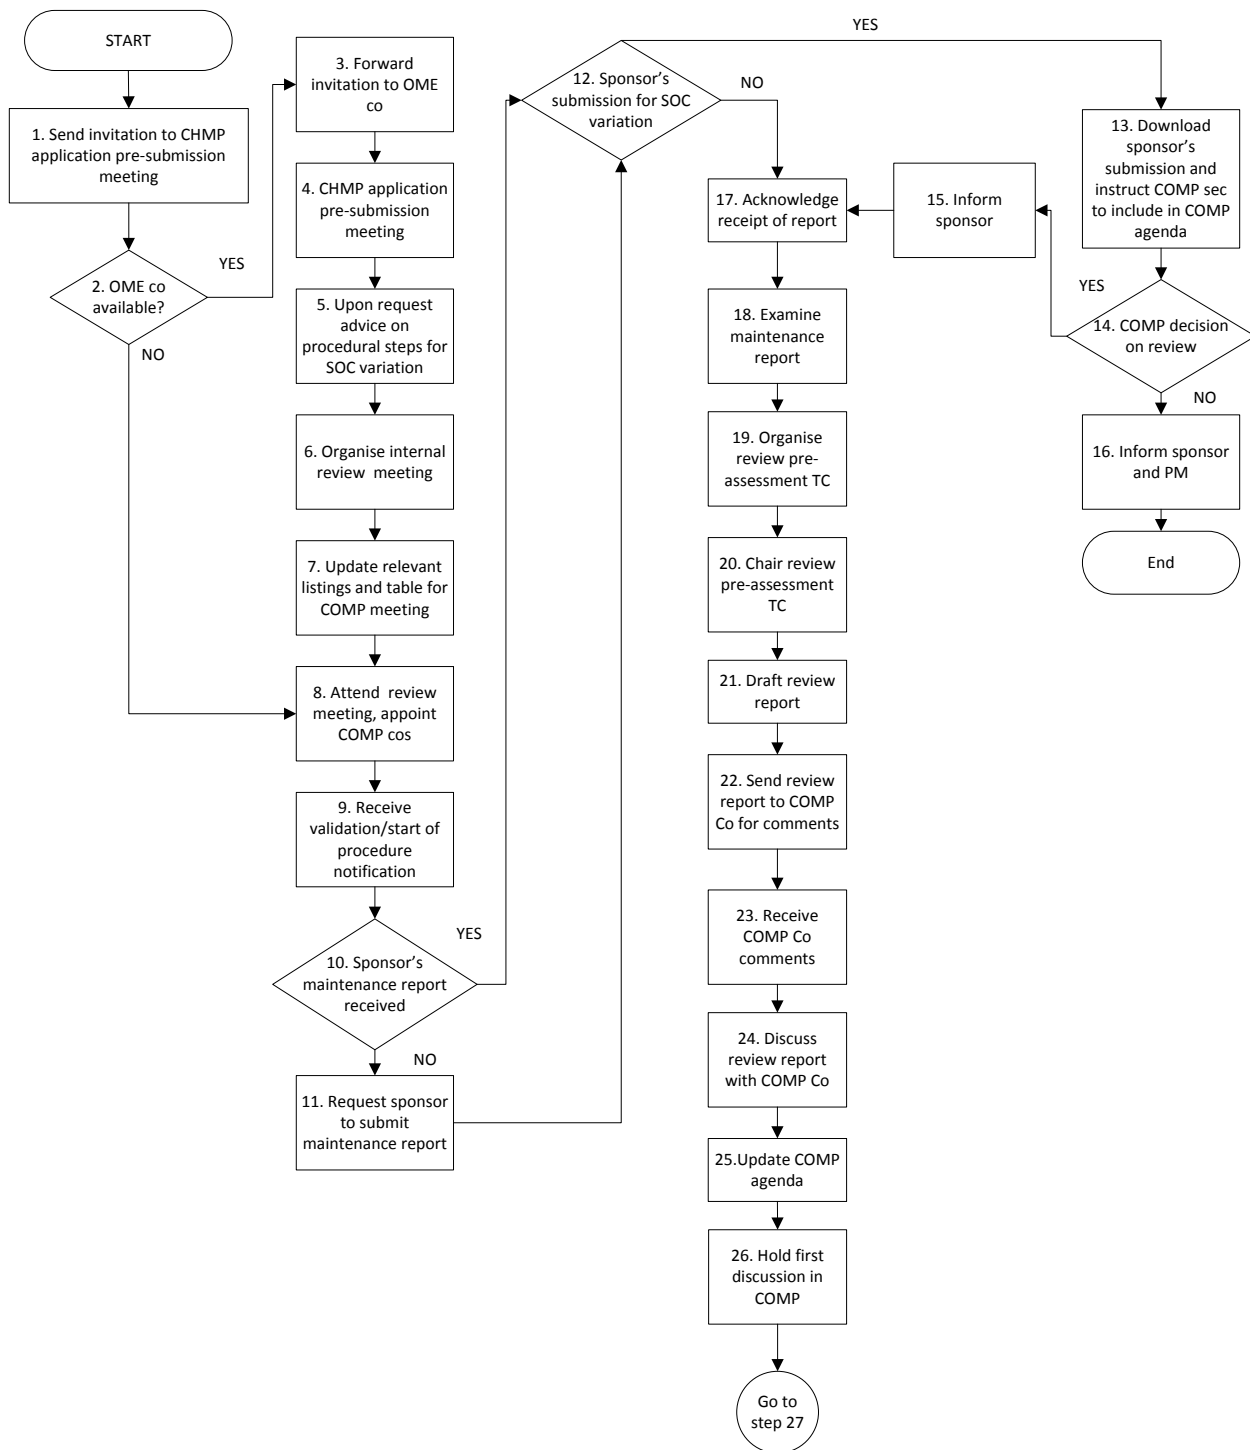 START
1. Send invitation to CHMP
application pre-submission
meeting
2. OME co
available?
YES
NO
3. Forward
invitation to OME
co
4. CHMP application
pre-submission
meeting
5. Upon request
advice on
procedural steps for
SOC variation
6. Organise internal
review  meeting
7. Update relevant
listings and table for
COMP meeting
8. Attend  review
meeting, appoint
COMP cos
9. Receive
validation/start of
procedure
notification
10. Sponsor’s
maintenance report
received
YES
NO
11. Request sponsor
to submit
maintenance report
12. Sponsor’s
submission for SOC
variation
YES
NO
13. Download
sponsor’s
submission and
instruct COMP sec
to include in COMP
agenda
14. COMP decision
on review
YES
NO
15. Inform
sponsor
16. Inform sponsor
and PM
End
17. Acknowledge
receipt of report
18. Examine
maintenance
report
19. Organise
review pre-
assessment TC
20. Chair review
pre-assessment
TC
21. Draft review
report
22. Send review
report to COMP
Co for comments
23. Receive
COMP Co
comments
24. Discuss
review report
with COMP Co
25.Update COMP
agenda
26. Hold first
discussion in
COMP
Go to
step 27